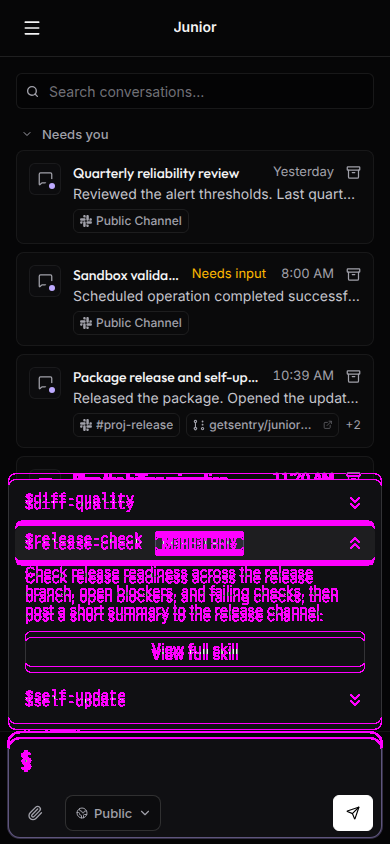 Junior
Search conversations...
Needs you
Quarterly reliability review
Yesterday
Reviewed the alert thresholds. Last quart...
Public Channel
Sandbox valida...
Needs input
8:00 AM
Scheduled operation completed successf...
Public Channel
Package release and self-up...
10:39 AM
Released the package. Opened the updat...
#proj-release
getsentry/junior...
+2
11:20 AM
$diff-quality
$release-check
Check release readiness across the release
branch, open blockers, and failing checks, then
post a short summary to the release channel.
View full skill
$self-update
$
Public